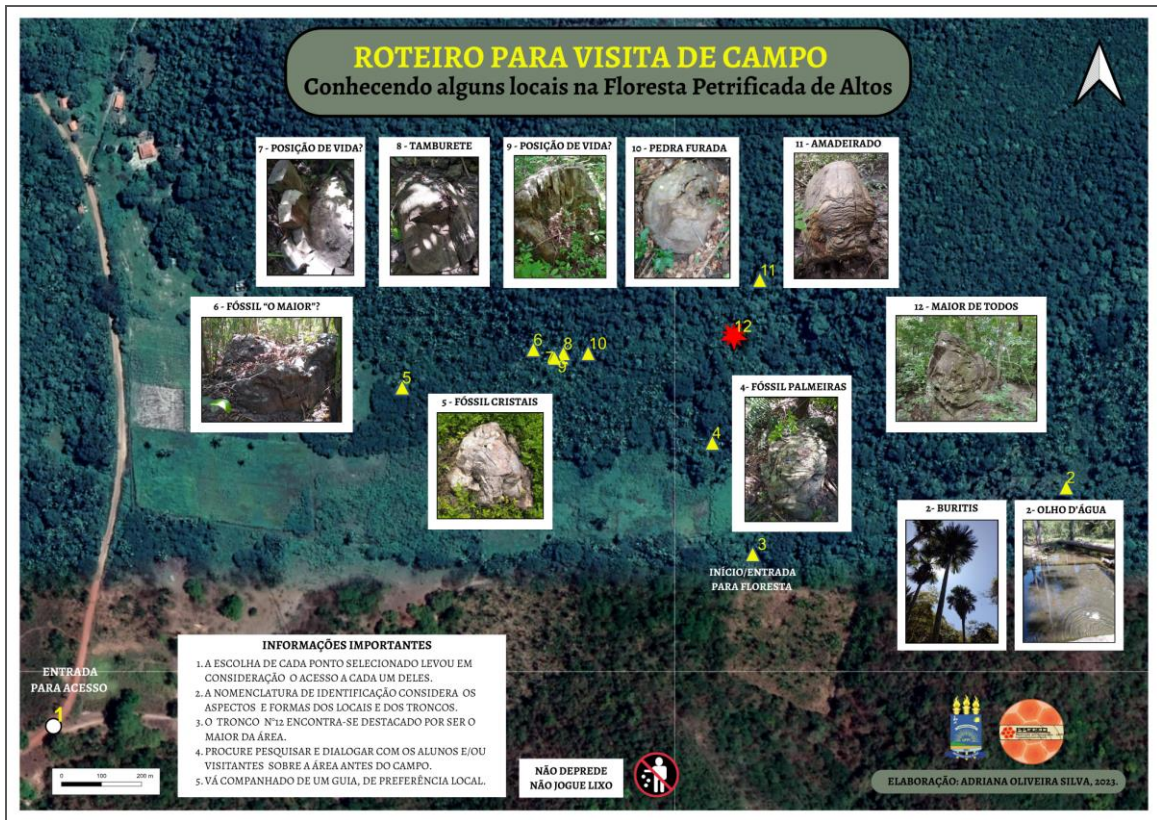 ROTEIRO PARA VISITA DE CAMPO
Conhecendo alguns locais na Floresta Petrificada de Altos
7 - POSIÇÃO DE VIDA?
8 - TAMBURETE
9 - POSIÇÃO DE VIDA?
10 - PEDRA FURADA
11 - AMADEIRADO
11
6 - FÓSSIL "O MAIOR"?
12 - MAIOR DE TODOS
12
6
7
8
9
10
5
4- FÓSSIL PALMEIRAS
5 - FÓSSIL CRISTAIS
4
2
2- BURITIS
2- OLHO D'ÁGUA
3
INÍCIO/ENTRADA
PARA FLORESTA
ENTRADA
PARA ACESSO
1
INFORMAÇÕES IMPORTANTES
1. A ESCOLHA DE CADA PONTO SELECIONADO LEVOU EM
CONSIDERAÇÃO O ACESSO A CADA UM DELES.
2. A NOMENCLATURA DE IDENTIFICAÇÃO CONSIDERA OS
ASPECTOS E FORMAS DOS LOCAIS E DOS TRONCOS.
3. O TRONCO N°12 ENCONTRA-SE DESTACADO POR SER O
MAIOR DA ÁREA.
4. PROCURE PESQUISAR E DIALOGAR COM OS ALUNOS E/OU
VISITANTES SOBRE A ÁREA ANTES DO CAMPO.
5. VÁ COMPANHADO DE UM GUIA, DE PREFERÊNCIA LOCAL.
0 100 200 m
NÃO DEPREDE
NÃO JOGUE LIXO
ELABORAÇÃO: ADRIANA OLIVEIRA SILVA, 2023.